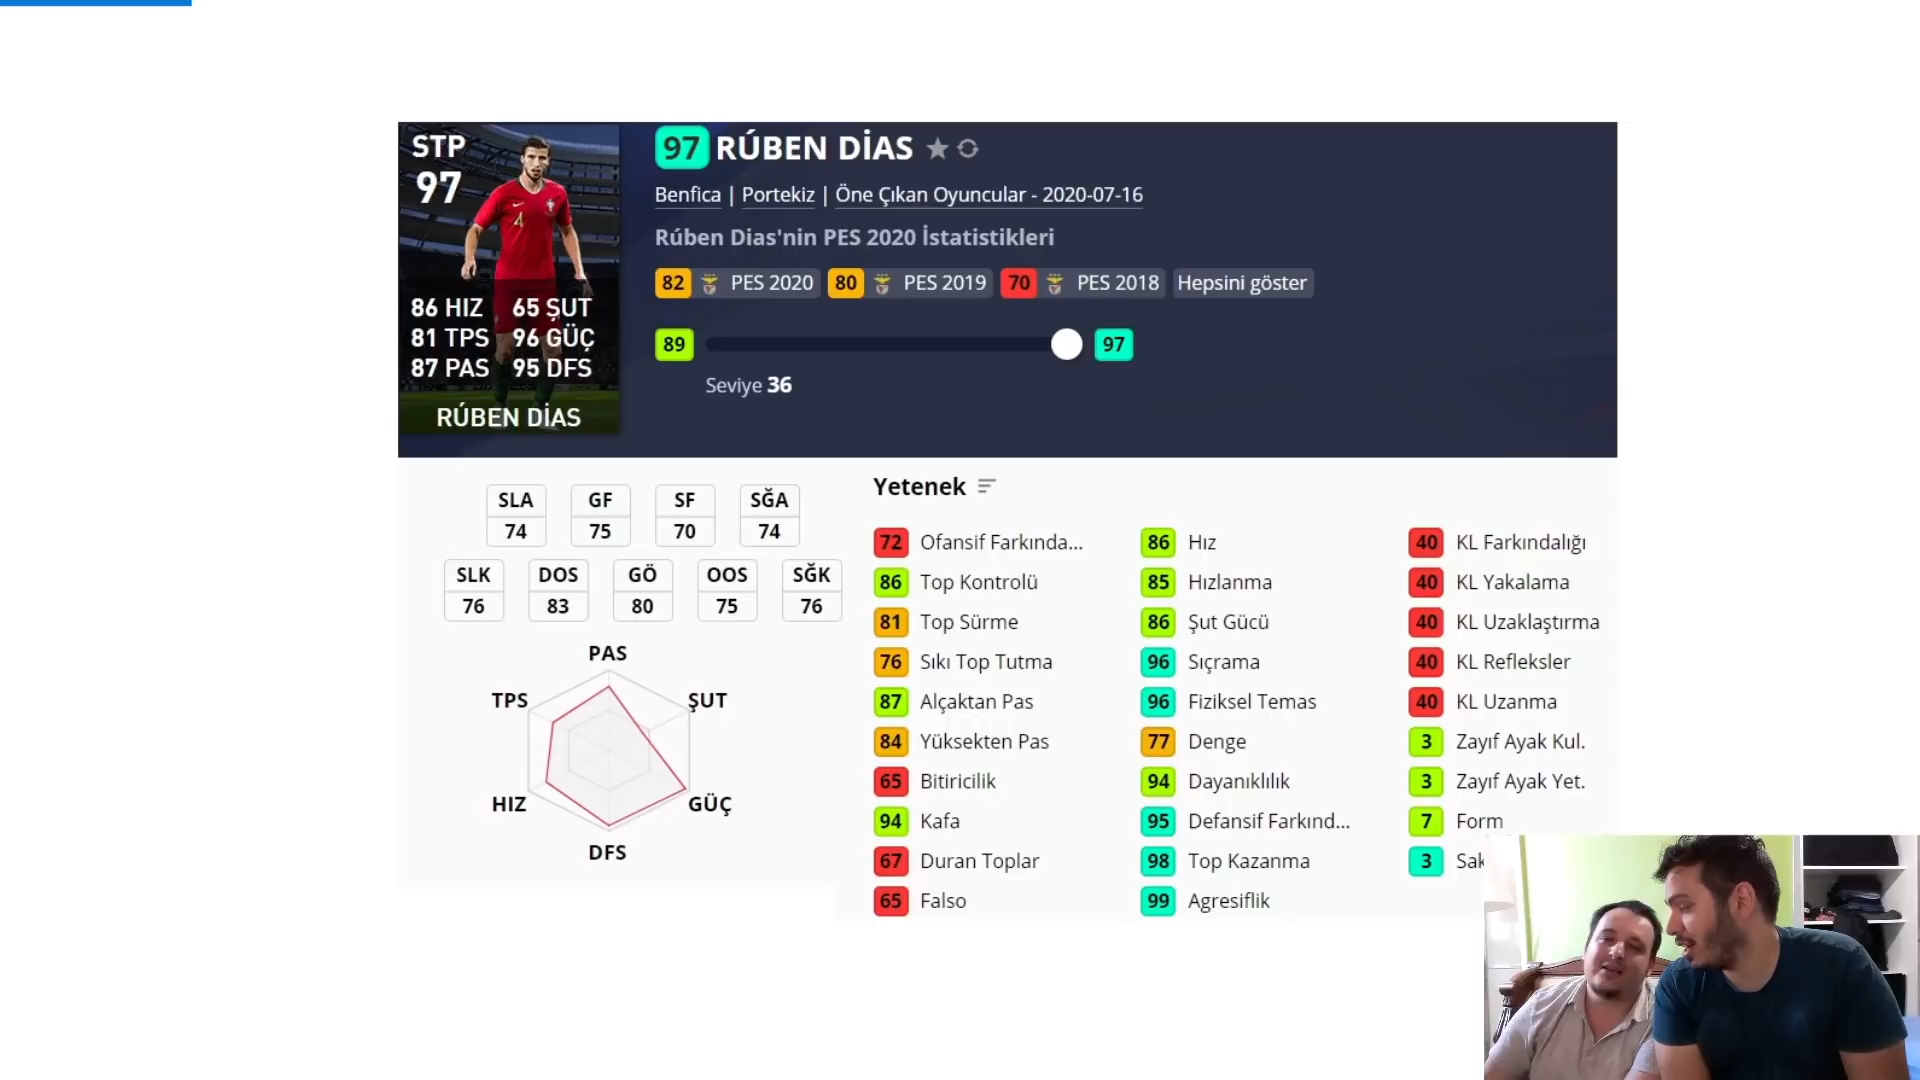 STP
97
86 HIZ 65 ŞUT
81 TPS 96 GÜÇ
87 PAS 95 DFS
RÚBEN DİAS
97 RÚBEN DİAS
Benfica | Portekiz | Öne Çıkan Oyuncular - 2020-07-16
Rúben Dias'nin PES 2020 İstatistikleri
82 PES 2020 80 PES 2019 70 PES 2018 Hepsini göster
89 97
Seviye 36
SLA GF SF SĞA
74 75 70 74
SLK DOS GÖ OOS SĞK
76 83 80 75 76
PAS
TPS ŞUT
HIZ GÜÇ
DFS
Yetenek
72 Ofansif Farkında...
86 Top Kontrolü
81 Top Sürme
76 Sıkı Top Tutma
87 Alçaktan Pas
84 Yüksekten Pas
65 Bitiricilik
94 Kafa
67 Duran Toplar
65 Falso
86 Hız
85 Hızlanma
86 Şut Gücü
96 Sıçrama
96 Fiziksel Temas
77 Denge
94 Dayanıklılık
95 Defansif Farkınd...
98 Top Kazanma
99 Agresiflik
40 KL Farkındalığı
40 KL Yakalama
40 KL Uzaklaştırma
40 KL Refleksler
40 KL Uzanma
3 Zayıf Ayak Kul.
3 Zayıf Ayak Yet.
7 Form
3